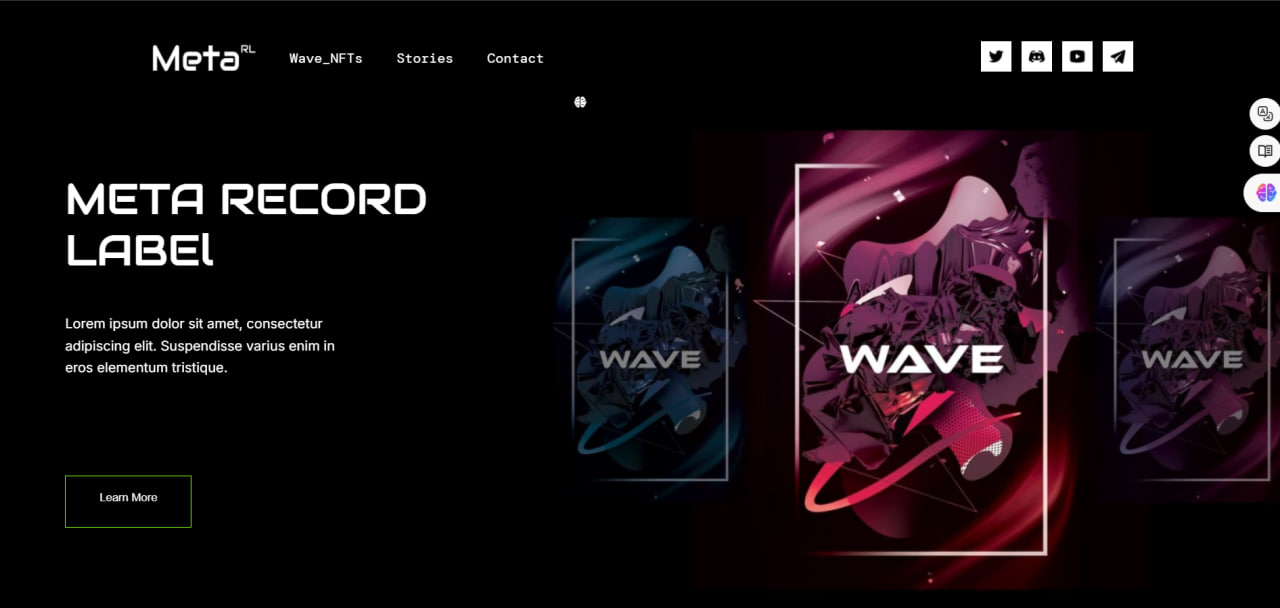 Meta RL
Wave_NFTs
Stories
Contact
META RECORD
LABEl
Lorem ipsum dolor sit amet, consectetur
adipiscing elit. Suspendisse varius enim in
eros elementum tristique.
Learn More
WAVE
WAVE
WAVE